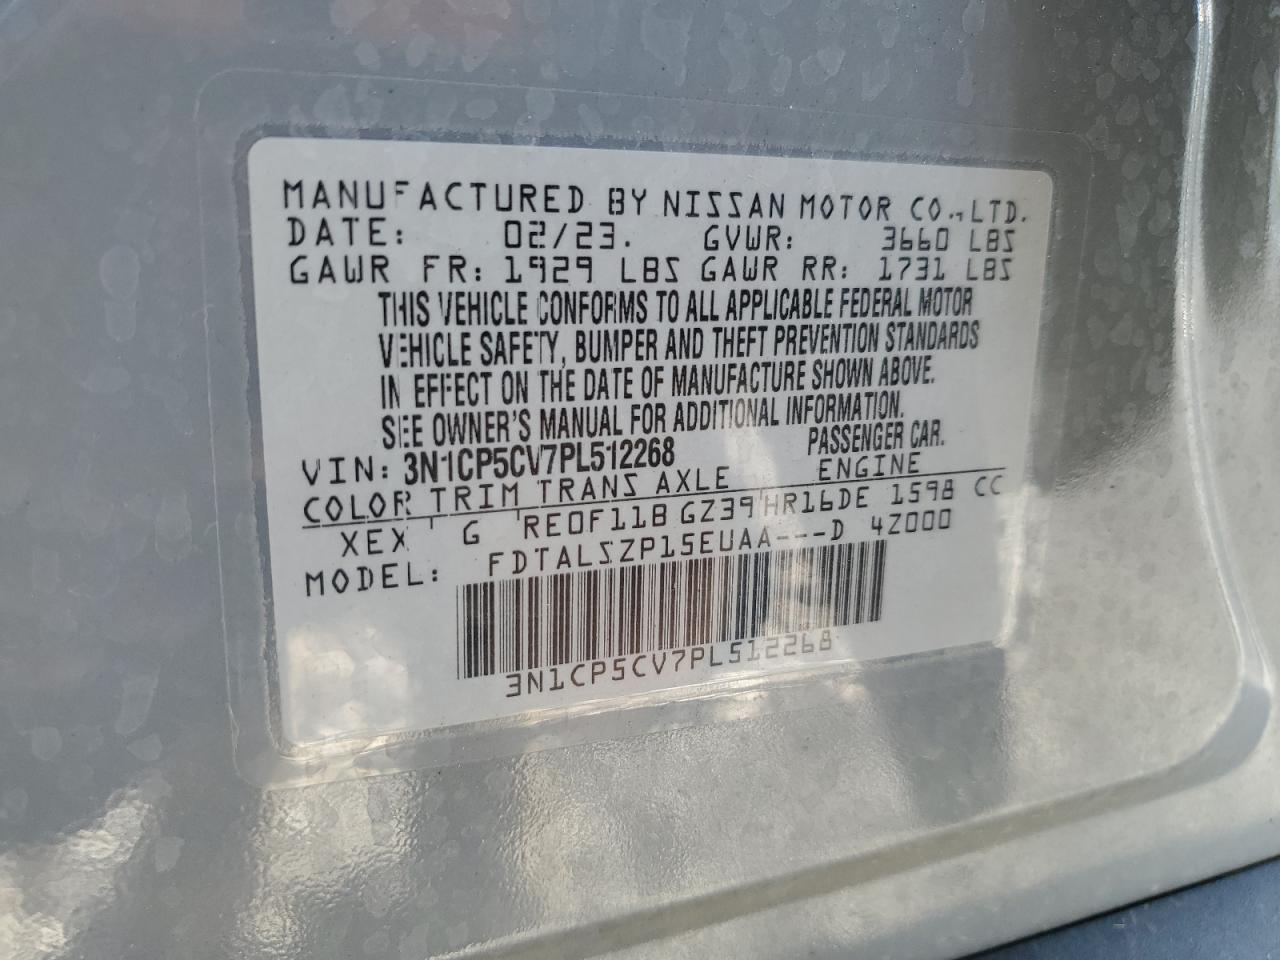 MANUFACTURED BY NISSAN MOTOR CO.,LTD.
DATE: 02/23. GVWR: 3660 LBS
GAWR FR: 1929 LBS GAWR RR: 1731 LBS
THIS VEHICLE CONFORMS TO ALL APPLICABLE FEDERAL MOTOR
VEHICLE SAFETY, BUMPER AND THEFT PREVENTION STANDARDS
IN EFFECT ON THE DATE OF MANUFACTURE SHOWN ABOVE.
SEE OWNER'S MANUAL FOR ADDITIONAL INFORMATION.
VIN: 3N1CP5CV7PL512268 PASSENGER CAR.
COLOR TRIM TRANS AXLE ENGINE
XEX G RE0F11B GZ39 HR16DE 1598 CC
MODEL: FDTALSZP15EUAA---D 4Z000
3N1CP5CV7PL512268